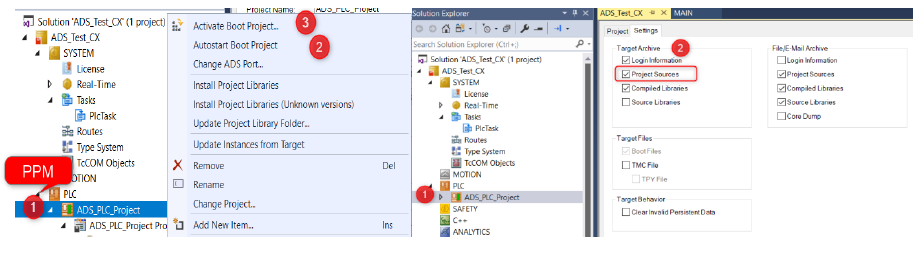 Project Name: ADS_PLC_Project
Solution 'ADS_Test_CX' (1 project)
ADS_Test_CX
SYSTEM
License
Real-Time
Tasks
PlcTask
Routes
Type System
TcCOM Objects
PPM
OTION
PLC
1
ADS_PLC_Project
ADS_PLC_Project Pro
Activate Boot Project...
3
Autostart Boot Project
2
Change ADS Port...
Install Project Libraries
Install Project Libraries (Unknown versions)
Update Project Library Folder...
Update Instances from Target
Remove Del
Rename
Change Project...
Add New Item... Ins
Solution Explorer
Search Solution Explorer (Ctrl+;)
Solution 'ADS_Test_CX' (1 project)
ADS_Test_CX
SYSTEM
License
Real-Time
Tasks
PlcTask
Routes
Type System
TcCOM Objects
MOTION
PLC
1
ADS_PLC_Project
SAFETY
C++
ANALYTICS
ADS_Test_CX MAIN
Project Settings
Target Archive
2
Login Information
Project Sources
Compiled Libraries
Source Libraries
File/E-Mail Archive
Login Information
Project Sources
Compiled Libraries
Source Libraries
Core Dump
Target Files
Boot Files
TMC File
TPY File
Target Behavior
Clear Invalid Persistent Data